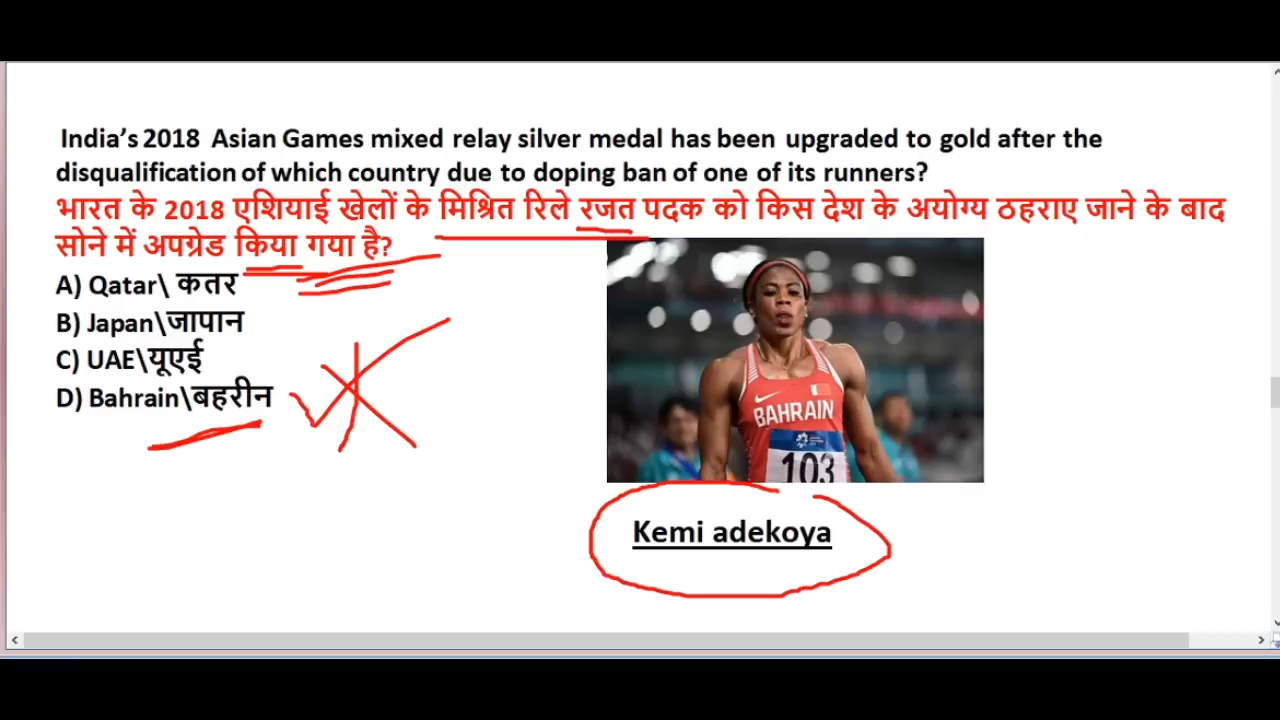 India's 2018 Asian Games mixed relay silver medal has been upgraded to gold after the
disqualification of which country due to doping ban of one of its runners?
भारत के 2018 एशियाई खेलों के मिश्रित रिले रजत पदक को किस देश के अयोग्य ठहराए जाने के बाद
सोने में अपग्रेड किया गया है?
A) Qatar\ कतर
B) Japan\जापान
C) UAE\यूएई
D) Bahrain\बहरीन
BAHRAIN
103
Kemi adekoya